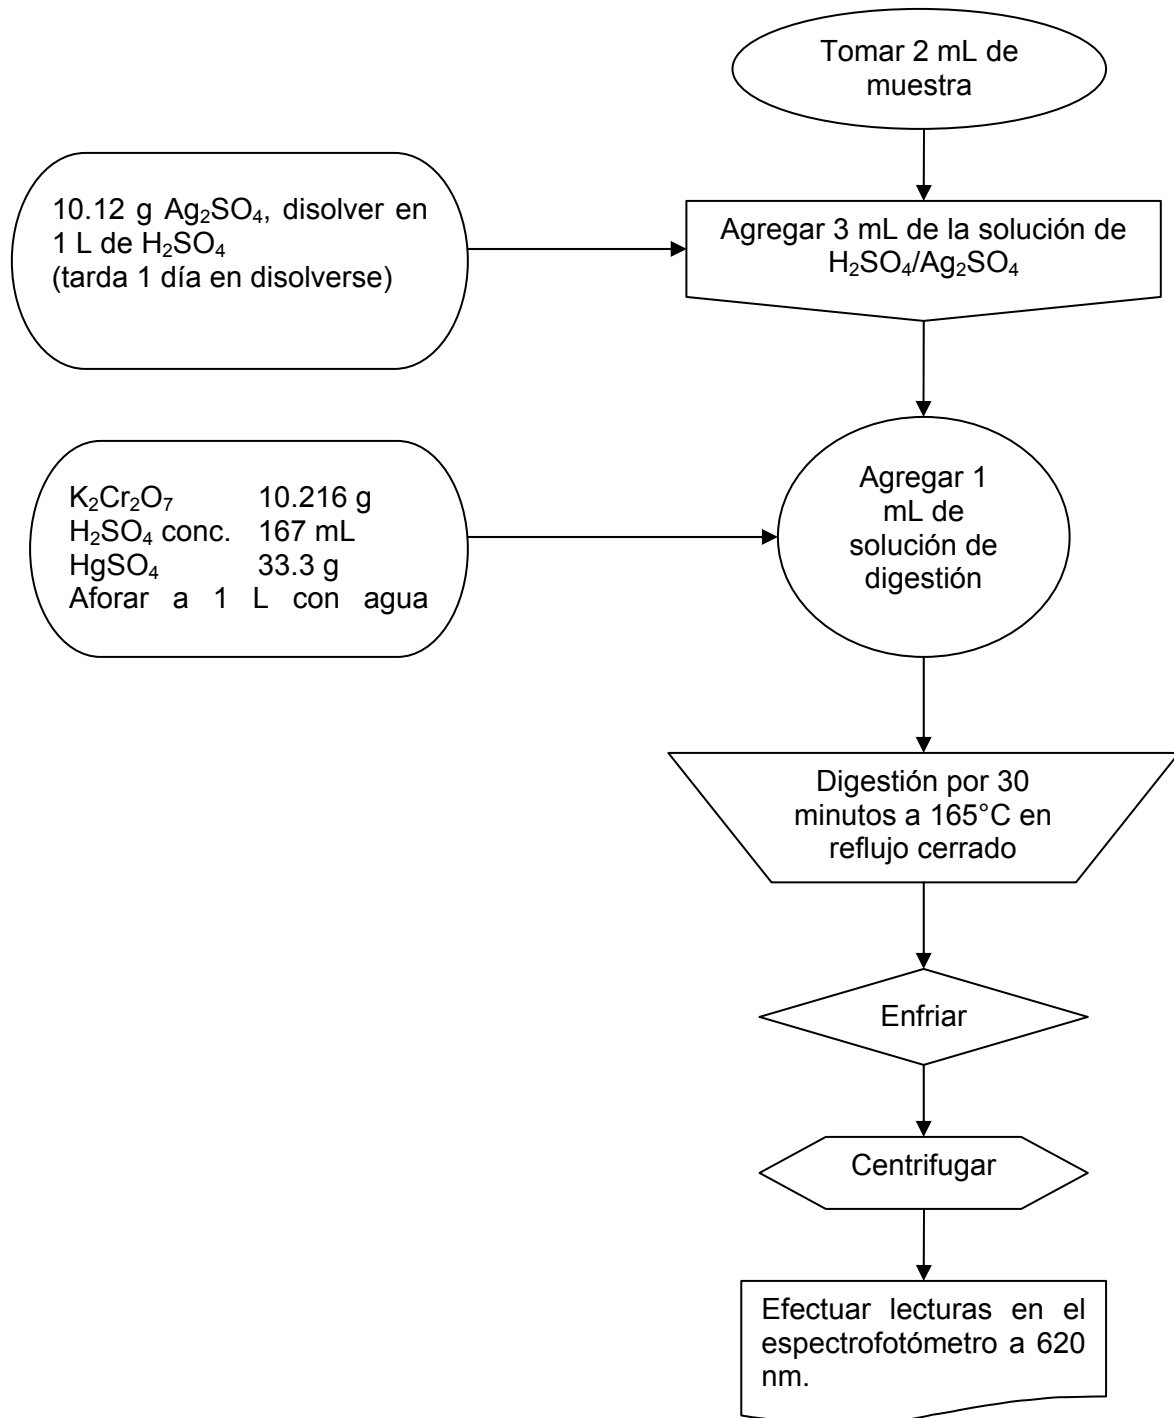 Tomar 2 mL de
muestra
10.12 g Ag₂SO₄, disolver en
1 L de H₂SO₄
(tarda 1 día en disolverse)
Agregar 3 mL de la solución de
H₂SO₄/Ag₂SO₄
K₂Cr₂O₇ 10.216 g
H₂SO₄ conc. 167 mL
HgSO₄ 33.3 g
Aforar a 1 L con agua
Agregar 1
mL de
solución de
digestión
Digestión por 30
minutos a 165°C en
reflujo cerrado
Enfriar
Centrifugar
Efectuar lecturas en el
espectrofotómetro a 620
nm.